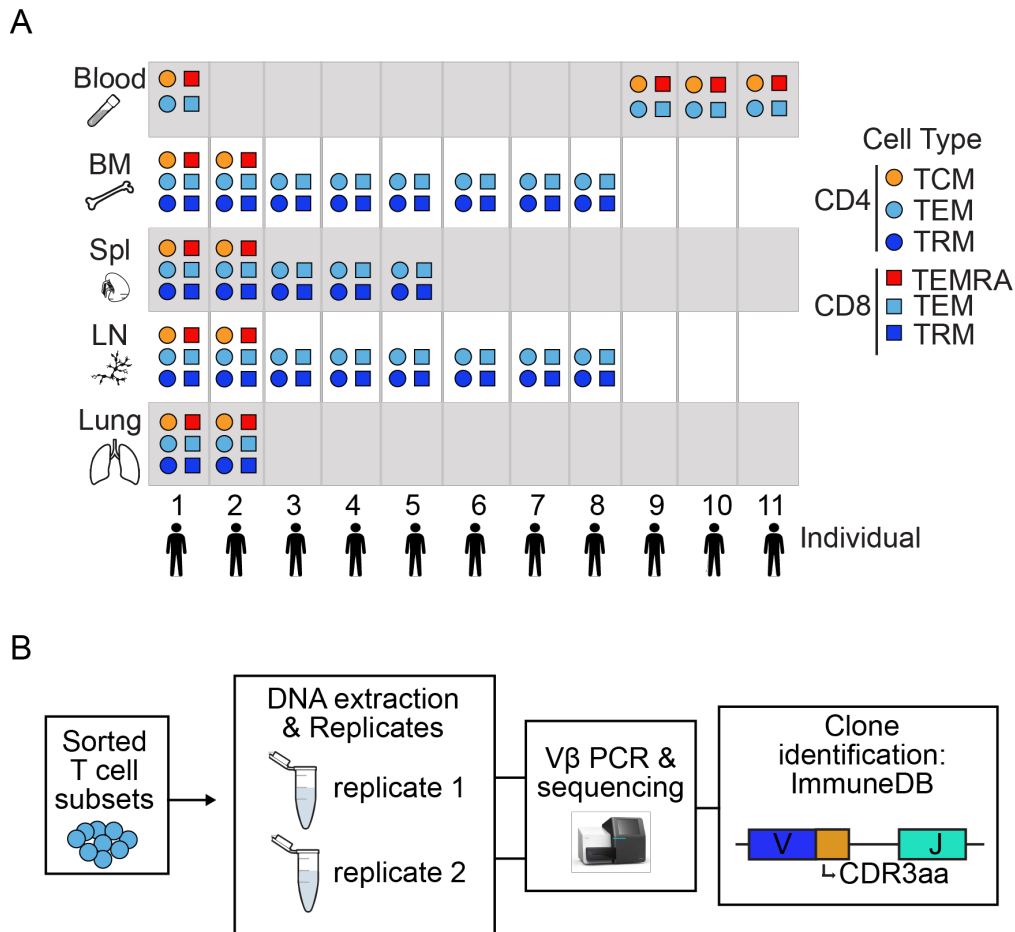 A
Blood
BM
Spl
LN
Lung
Cell Type
CD4
TCM
TEM
TRM
CD8
TEMRA
TEM
TRM
1 2 3 4 5 6 7 8 9 10 11
Individual
B
Sorted
T cell
subsets
DNA extraction
& Replicates
replicate 1
replicate 2
Vβ PCR &
sequencing
Clone
identification:
ImmuneDB
V
J
CDR3aa